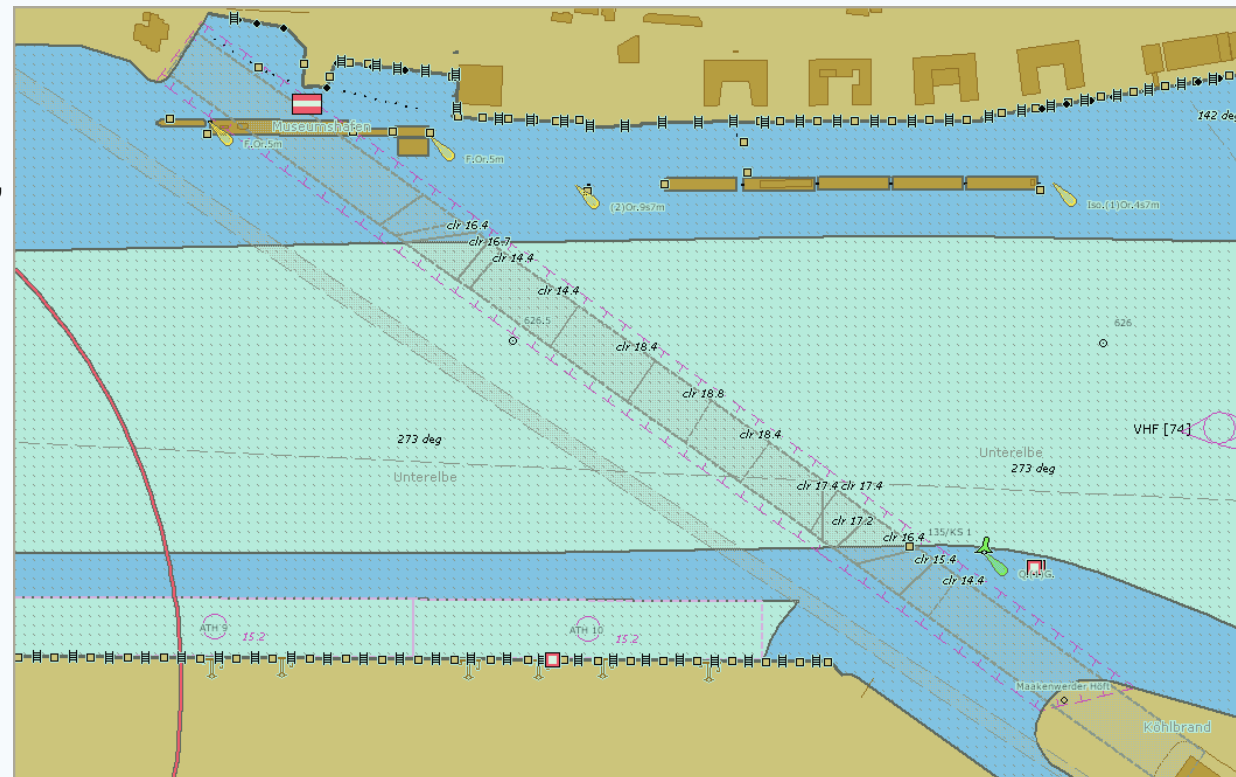 142 deg
Museumshafen
F.Or.5m
F.Or.5m
(2)Or.9s7m
Iso.(1)Or.4s7m
clr 16.4
clr 16.7
clr 14.4
clr 14.4
626.5
626
clr 18.4
clr 18.8
clr 18.4
VHF [74]
273 deg
Unterelbe
Unterelbe
273 deg
clr 17.4
clr 17.4
clr 17.2
135/KS 1
clr 16.4
clr 15.4
clr 14.4
ATH 9
15.2
ATH 10
15.2
Maakenwerder Höft
Köhlbrand